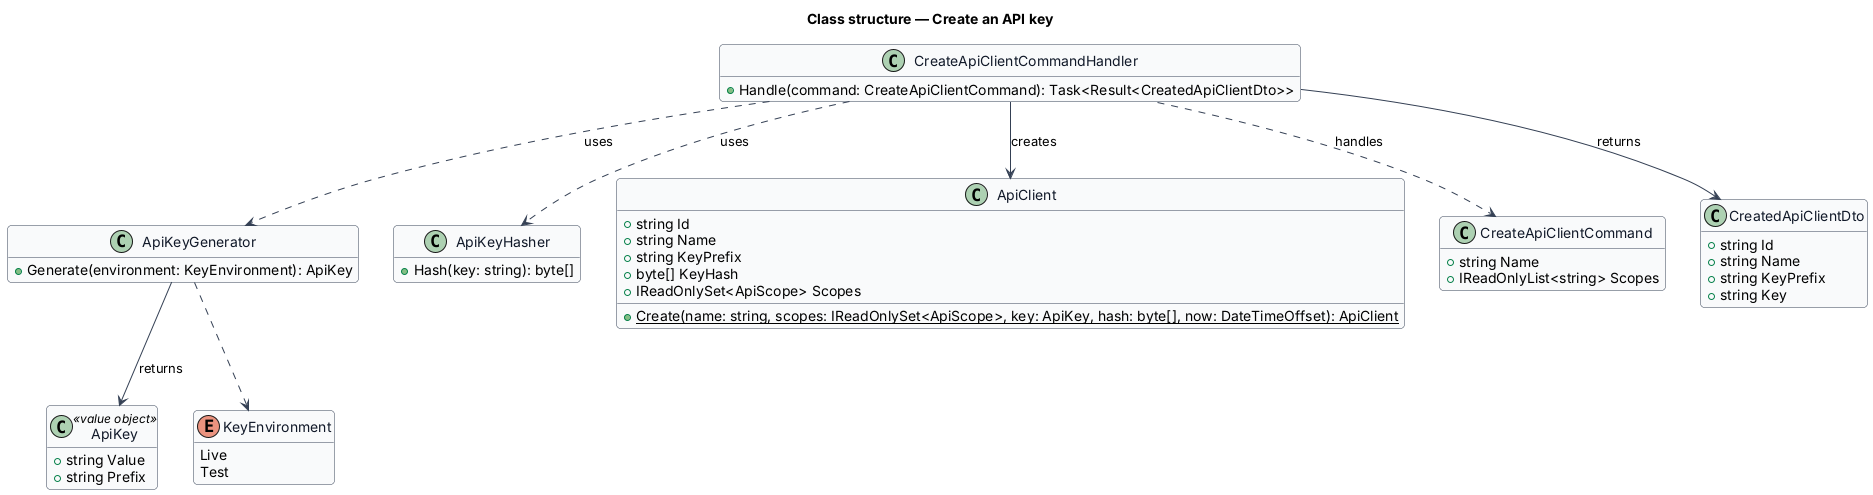 Class structure — Create an API key
C CreateApiClientCommandHandler
Handle(command: CreateApiClientCommand): Task<Result<CreatedApiClientDto>>
uses
uses
creates
handles
returns
C ApiKeyGenerator
Generate(environment: KeyEnvironment): ApiKey
C ApiKeyHasher
Hash(key: string): byte[]
C ApiClient
string Id
string Name
string KeyPrefix
byte[] KeyHash
IReadOnlySet<ApiScope> Scopes
Create(name: string, scopes: IReadOnlySet<ApiScope>, key: ApiKey, hash: byte[], now: DateTimeOffset): ApiClient
C CreateApiClientCommand
string Name
IReadOnlyList<string> Scopes
C CreatedApiClientDto
string Id
string Name
string KeyPrefix
string Key
returns
C «value object»
ApiKey
string Value
string Prefix
E KeyEnvironment
Live
Test